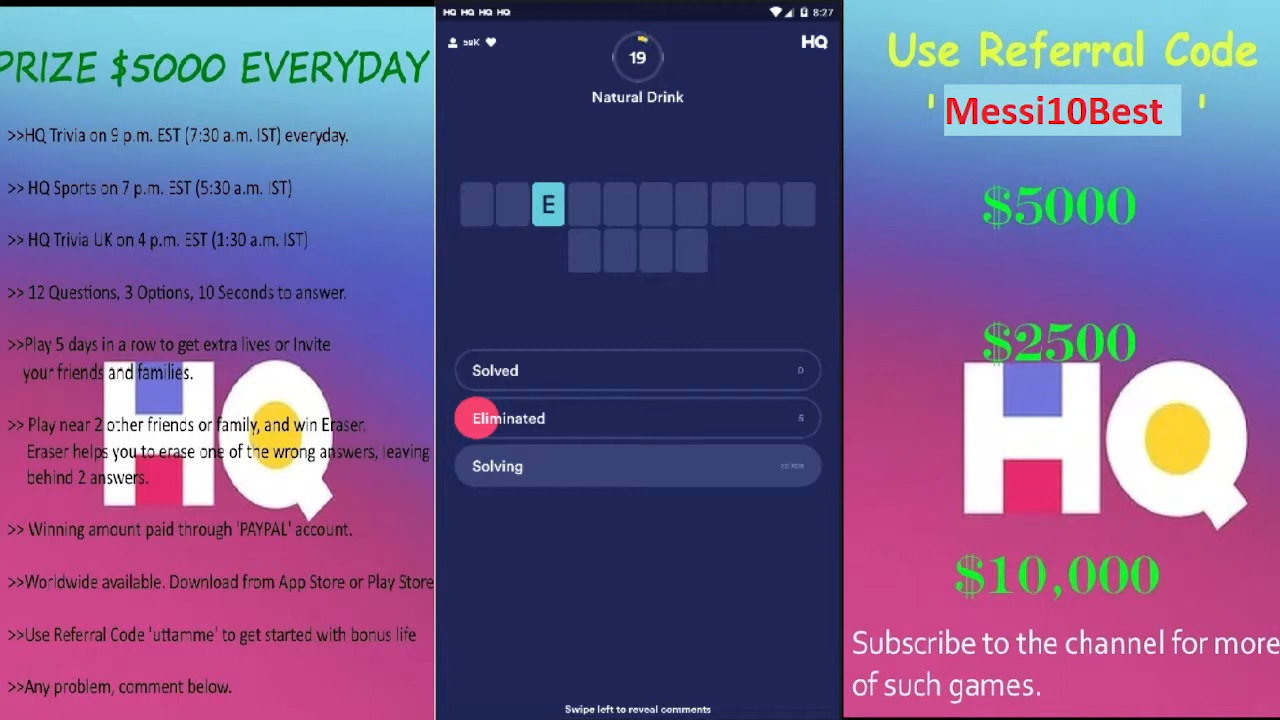 PRIZE $5000 EVERYDAY
>>HQ Trivia on 9 p.m. EST (7:30 a.m. IST) everyday.
>> HQ Sports on 7 p.m. EST (5:30 a.m. IST)
>> HQ Trivia UK on 4 p.m. EST (1:30 a.m. IST)
>> 12 Questions, 3 Options, 10 Seconds to answer.
>>Play 5 days in a row to get extra lives or Invite
your friends and families.
>> Play near 2 other friends or family, and win Eraser.
Eraser helps you to erase one of the wrong answers, leaving
behind 2 answers.
>> Winning amount paid through 'PAYPAL' account.
>>Worldwide available. Download from App Store or Play Store
>>Use Referral Code 'uttamme' to get started with bonus life
>>Any problem, comment below.
HQ
HQ HQ HQ HQ 8:27
HQ
19
Natural Drink
E
Solved 0
Eliminated
Solving
Swipe left to reveal comments
Use Referral Code
' Messi10Best '
$5000
$2500
HQ
$10,000
Subscribe to the channel for more
of such games.